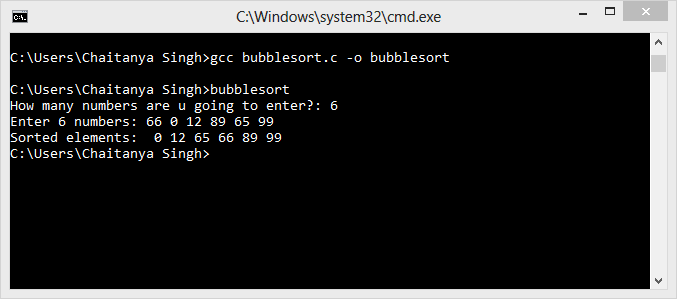 C:\Windows\system32\cmd.exe
C:\Users\Chaitanya Singh>gcc bubblesort.c -o bubblesort
C:\Users\Chaitanya Singh>bubblesort
How many numbers are u going to enter?: 6
Enter 6 numbers: 66 0 12 89 65 99
Sorted elements:  0 12 65 66 89 99
C:\Users\Chaitanya Singh>